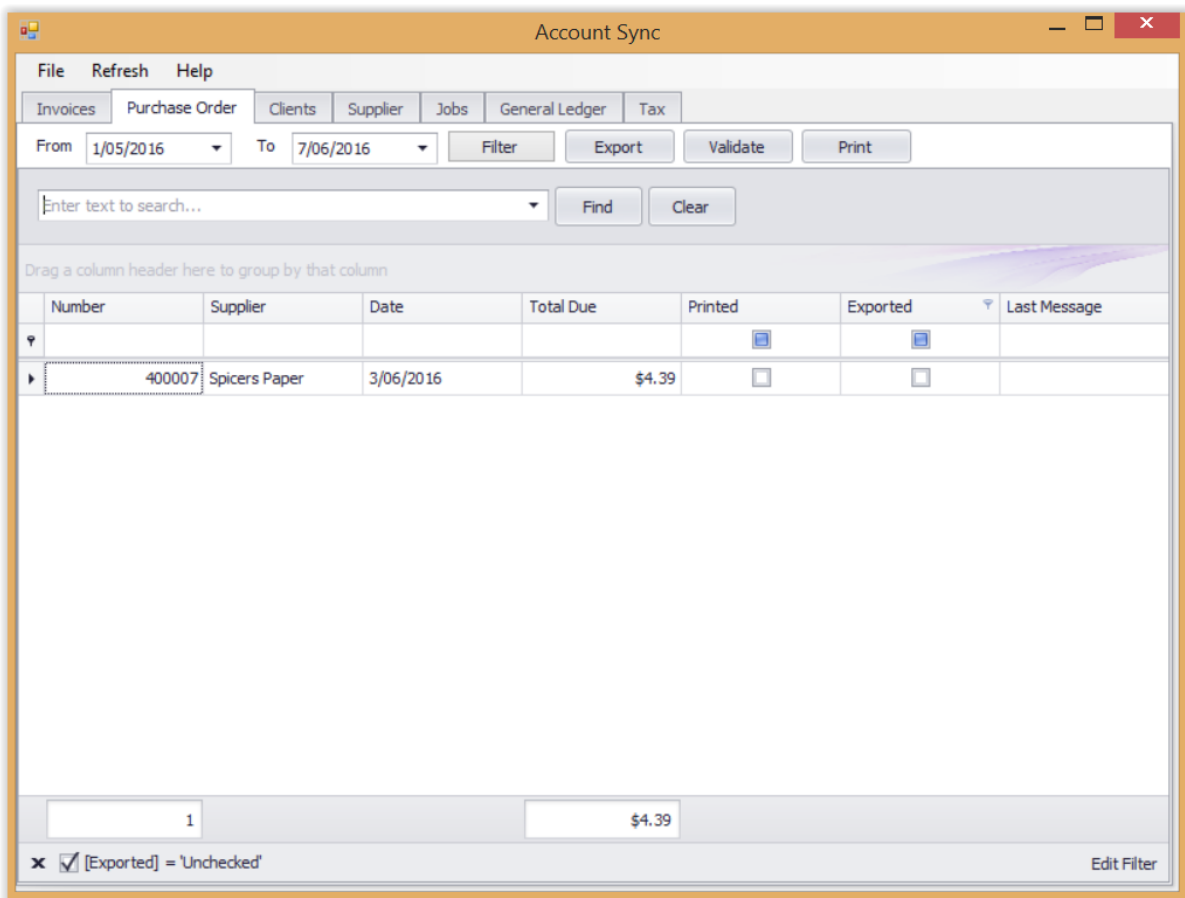 Account Sync
File Refresh Help
Invoices Purchase Order Clients Supplier Jobs General Ledger Tax
From 1/05/2016 To 7/06/2016 Filter Export Validate Print
Enter text to search... Find Clear
Drag a column header here to group by that column
Number Supplier Date Total Due Printed Exported Last Message
400007 Spicers Paper 3/06/2016 $4.39
1 $4.39
[Exported] = 'Unchecked' Edit Filter